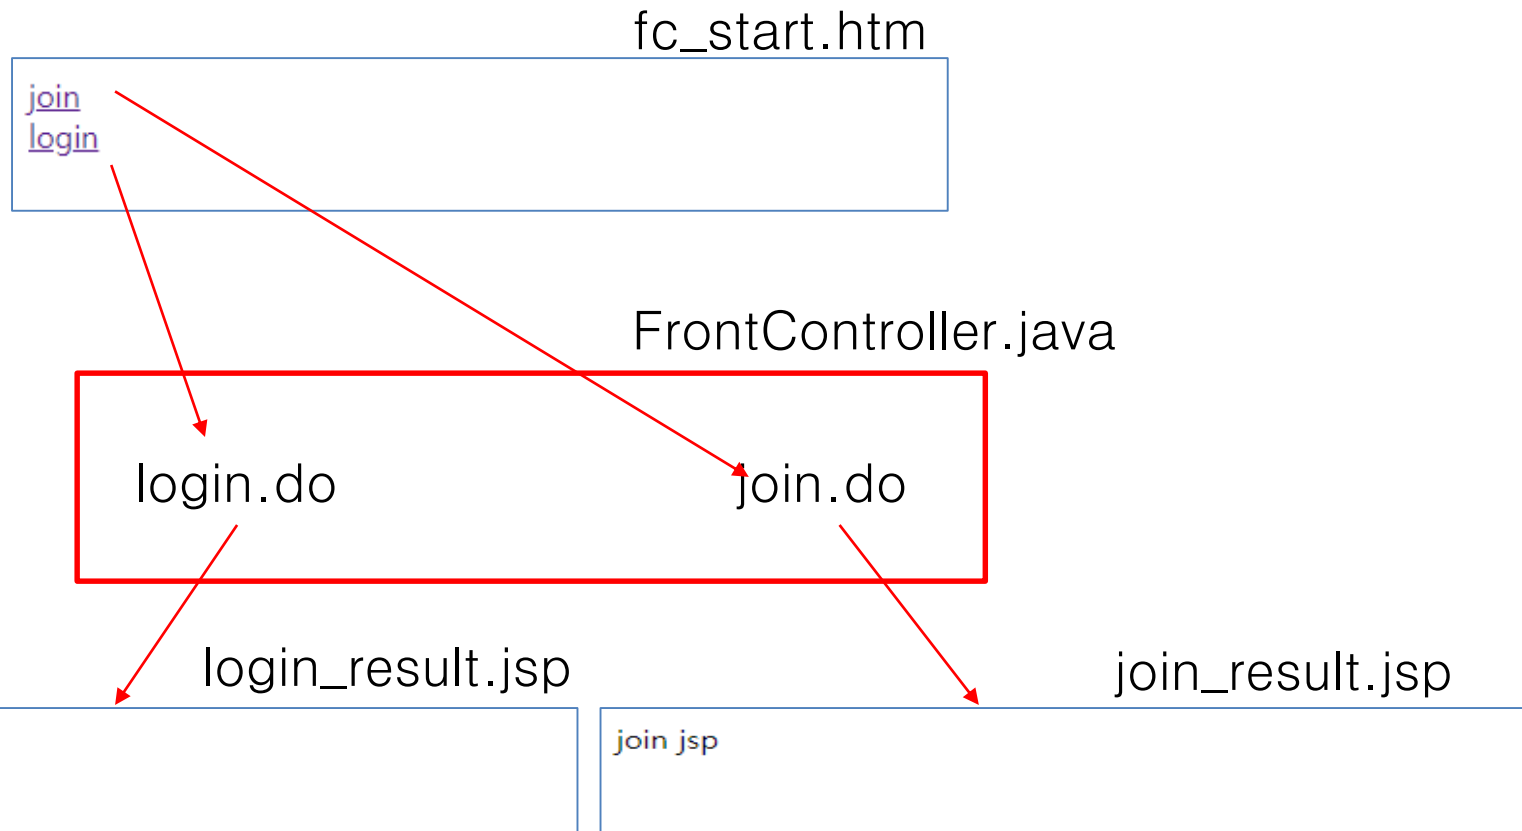 fc_start.htm
join
login
FrontController.java
login.do
join.do
login_result.jsp
join_result.jsp
join jsp